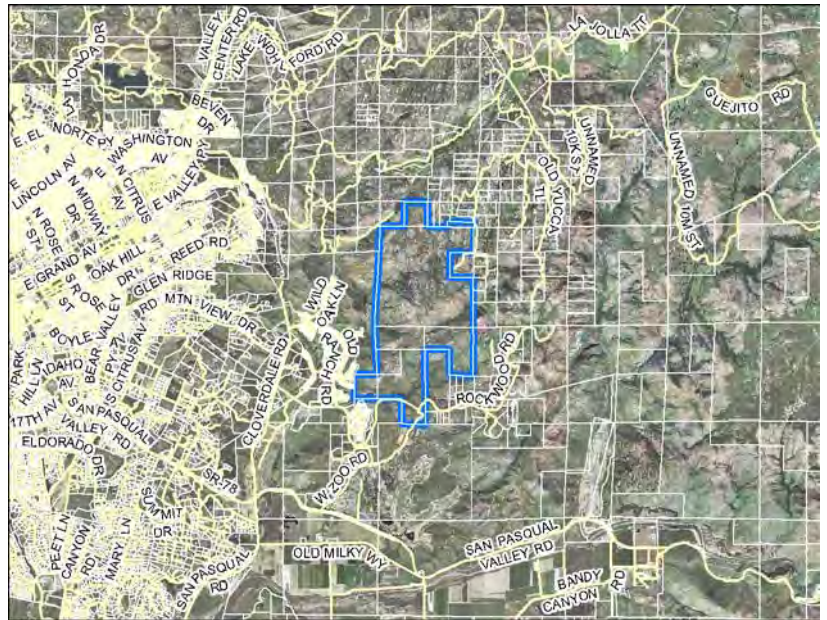 LA HONDA DR
VALLEY
CENTER RD
LAKE WOHLFORD RD
LA JOLLA TT
GUEJITO RD
BEVEN
DR
E. EL NORTE PY
WASHINGTON
AV
LINCOLN AV
N CITRUS
AV
E VALLEY PY
N MIDWAY
DR
N ROSE
ST
E GRAND AV
OAK HILL
DR
REED RD
S ROSE
ST
GLEN RIDGE
RD
MTN VIEW DR
BOYLE
AV
BEAR VALLEY
PY
S CITRUS AV
IDAHO
AV
PARK
HILL LN
17TH AV
SAN PASQUAL
VALLEY RD
ELDORADO DR
SUMMIT
DR
PEET LN
CANYON
RD
MARY LN
SAN PASQUAL
RD
SR-78
CLOVERDALE RD
WILD
OAK LN
OLD
RANCH RD
W ZOO RD
ROCKWOOD RD
OLD YUCCA
TL
UNNAMED
10K ST.
UNNAMED
10M ST.
OLD MILKY WY
SAN PASQUAL
VALLEY RD
BANDY
CANYON RD